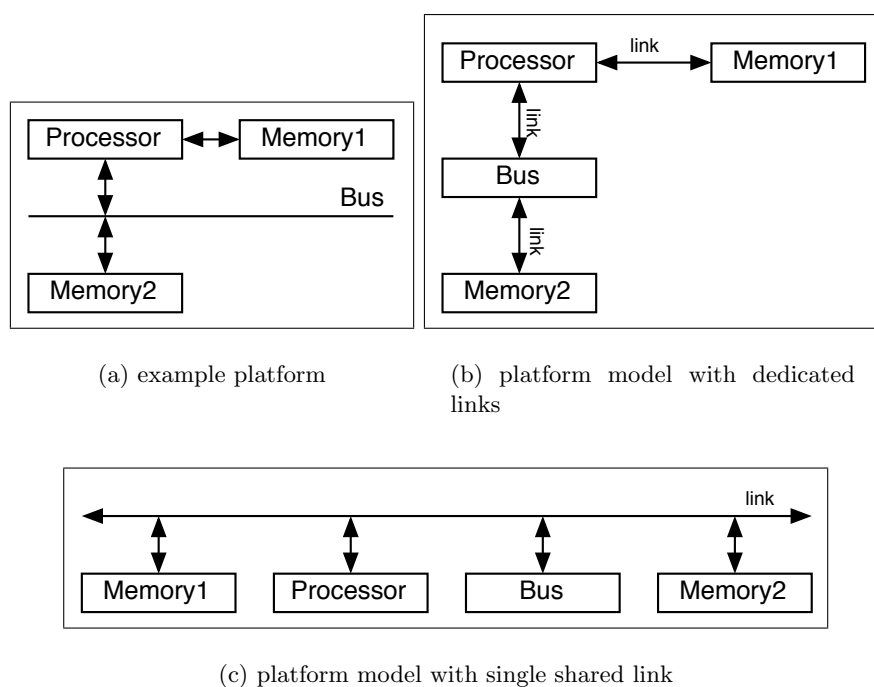 Processor
Memory1
Bus
Memory2
(a) example platform
Processor
link
Memory1
link
Bus
link
Memory2
(b) platform model with dedicated
links
link
Memory1
Processor
Bus
Memory2
(c) platform model with single shared link